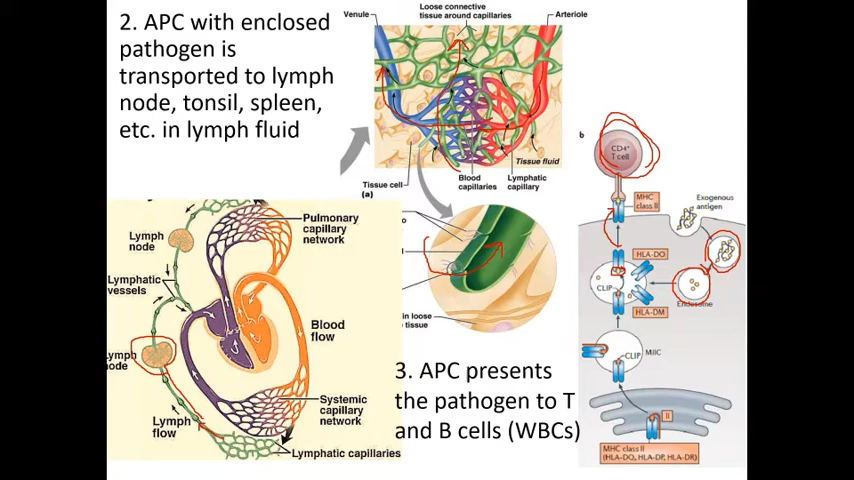 2. APC with enclosed
pathogen is
transported to lymph
node, tonsil, spleen,
etc. in lymph fluid
Venule
Loose connective
tissue around capillaries
Arteriole
Tissue fluid
Tissue cell
Blood
capillaries
Lymphatic
capillary
(a)
in loose
tissue
Lymph
node
Pulmonary
capillary
network
Lymphatic
vessels
Blood
flow
Lymph
node
Lymph
flow
Systemic
capillary
network
Lymphatic capillaries
3. APC presents
the pathogen to T
and B cells (WBCs)
b
CD4+
T cell
MHC
class II
Exogenous
antigen
HLA-DO
CLIP
Endosome
HLA-DM
CLIP
MIIC
II
MHC class II
(HLA-DQ, HLA-DP, HLA-DR)